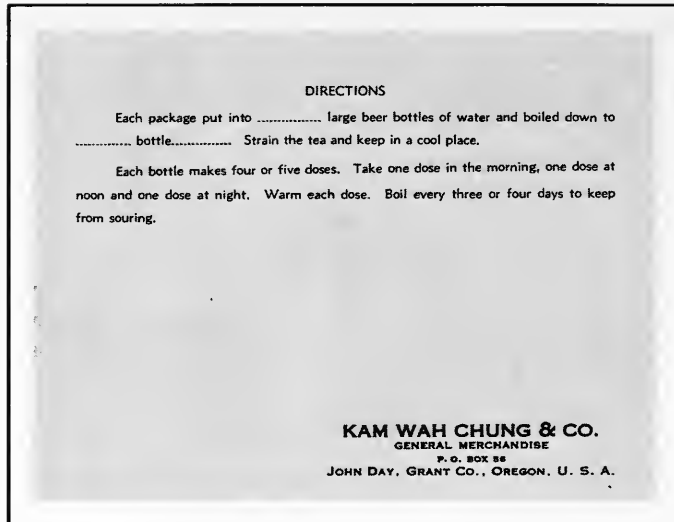 DIRECTIONS
Each package put into ................ large beer bottles of water and boiled down to
.............. bottle............... Strain the tea and keep in a cool place.
Each bottle makes four or five doses. Take one dose in the morning, one dose at
noon and one dose at night. Warm each dose. Boil every three or four days to keep
from souring.
KAM WAH CHUNG & CO.
GENERAL MERCHANDISE
P. O. BOX 56
JOHN DAY, GRANT CO., OREGON, U. S. A.